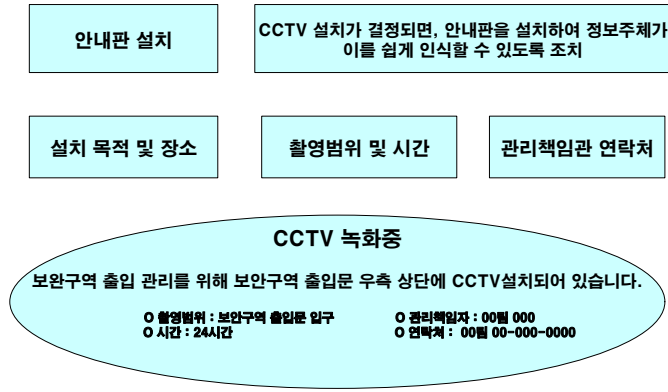 안내판 설치
CCTV 설치가 결정되면, 안내판을 설치하여 정보주체가
이를 쉽게 인식할 수 있도록 조치
설치 목적 및 장소
촬영범위 및 시간
관리책임관 연락처
CCTV 녹화중
보완구역 출입 관리를 위해 보안구역 출입문 우측 상단에 CCTV설치되어 있습니다.
O 촬영범위 : 보안구역 출입문 입구
O 관리책임자 : 00팀 000
O 시간 : 24시간
O 연락처 : 00팀 00-000-0000